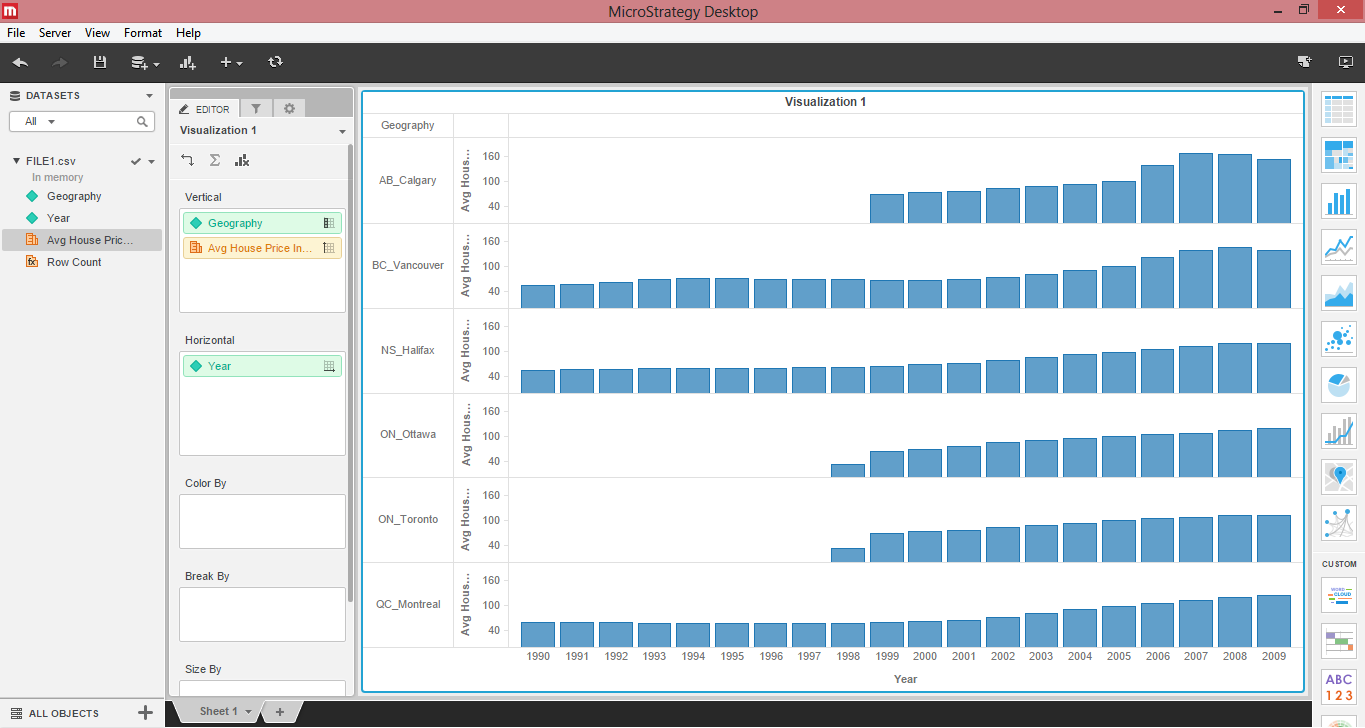 MicroStrategy Desktop
File Server View Format Help
DATASETS
All
FILE1.csv
In memory
Geography
Year
Avg House Pric...
Row Count
ALL OBJECTS
EDITOR
Visualization 1
Vertical
Geography
Avg House Price In...
Horizontal
Year
Color By
Break By
Size By
Visualization 1
Geography
AB_Calgary
Avg Hous...
160
100
40
BC_Vancouver
Avg Hous...
160
100
40
NS_Halifax
Avg Hous...
160
100
40
ON_Ottawa
Avg Hous...
160
100
40
ON_Toronto
Avg Hous...
160
100
40
QC_Montreal
Avg Hous...
160
100
40
1990 1991 1992 1993 1994 1995 1996 1997 1998 1999 2000 2001 2002 2003 2004 2005 2006 2007 2008 2009
Year
Sheet 1
CUSTOM
WORD
CLOUD
ABC
123